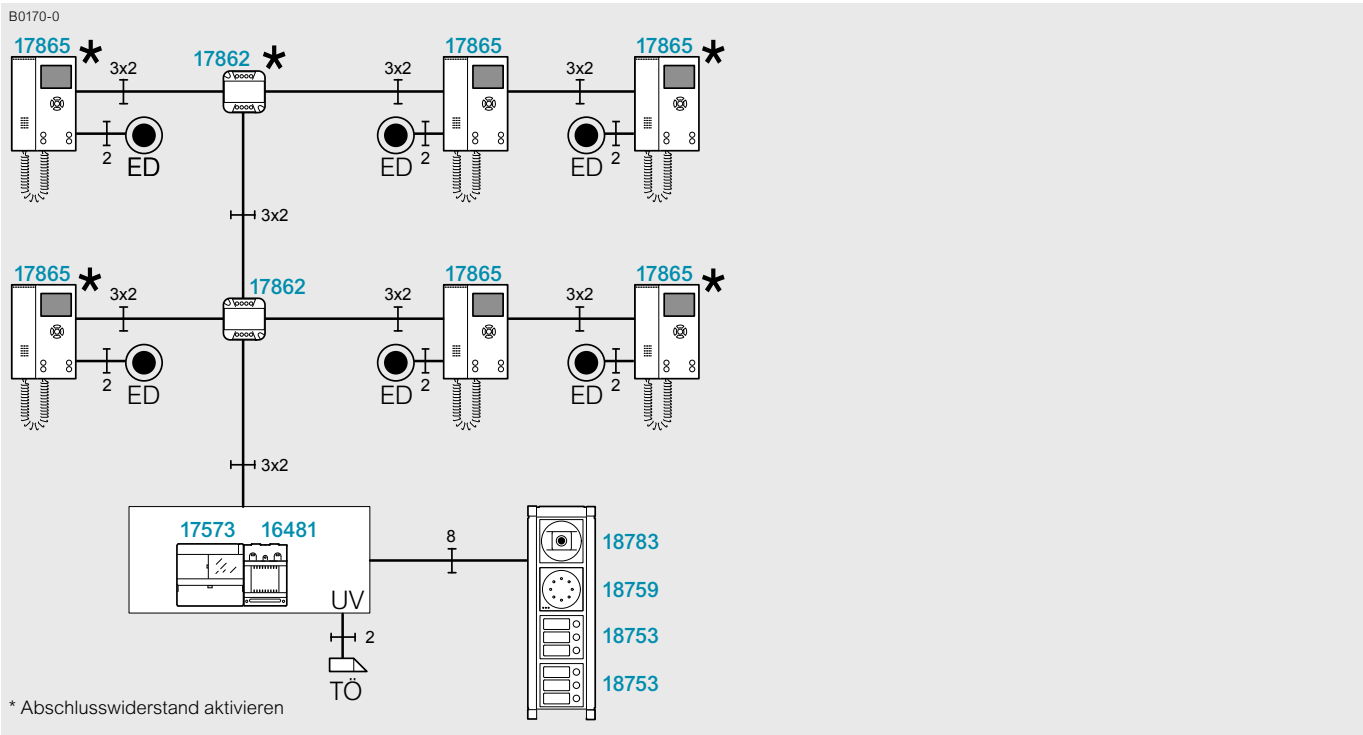 B0170-0
17865 * 17862 * 17865 17865 *
3x2 3x2 3x2
2 ED ED 2 ED 2
3x2
17865 * 17862 17865 17865 *
3x2 3x2 3x2
2 ED ED 2 ED 2
3x2
17573 16481
8
18783
18759
UV
18753
2
18753
TÖ
* Abschlusswiderstand aktivieren